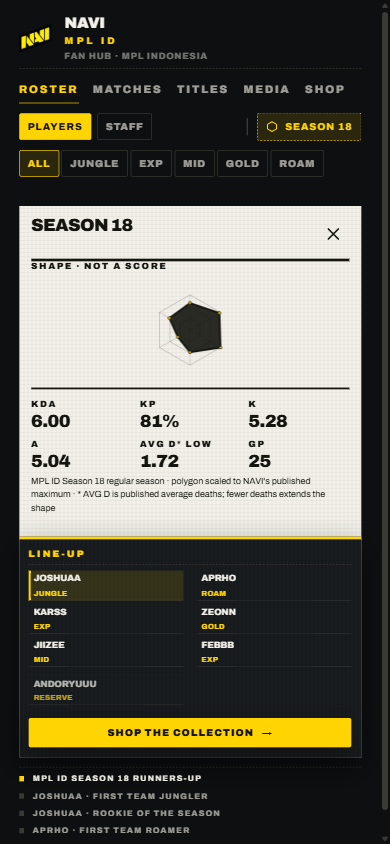 NAVI
MPL ID
FAN HUB · MPL INDONESIA
ROSTER MATCHES TITLES MEDIA SHOP
PLAYERS STAFF SEASON 18
ALL JUNGLE EXP MID GOLD ROAM
SEASON 18
SHAPE · NOT A SCORE
KDA KP K
6.00 81% 5.28
A AVG D* LOW GP
5.04 1.72 25
MPL ID Season 18 regular season · polygon scaled to NAVI's published
maximum · * AVG D is published average deaths; fewer deaths extends the
shape
LINE-UP
JOSHUAA APRHO
JUNGLE ROAM
KARSS ZEONN
EXP GOLD
JIIZEE FEBBB
MID EXP
ANDORYUUU
RESERVE
SHOP THE COLLECTION →
MPL ID SEASON 18 RUNNERS-UP
JOSHUAA · FIRST TEAM JUNGLER
JOSHUAA · ROOKIE OF THE SEASON
APRHO · FIRST TEAM ROAMER